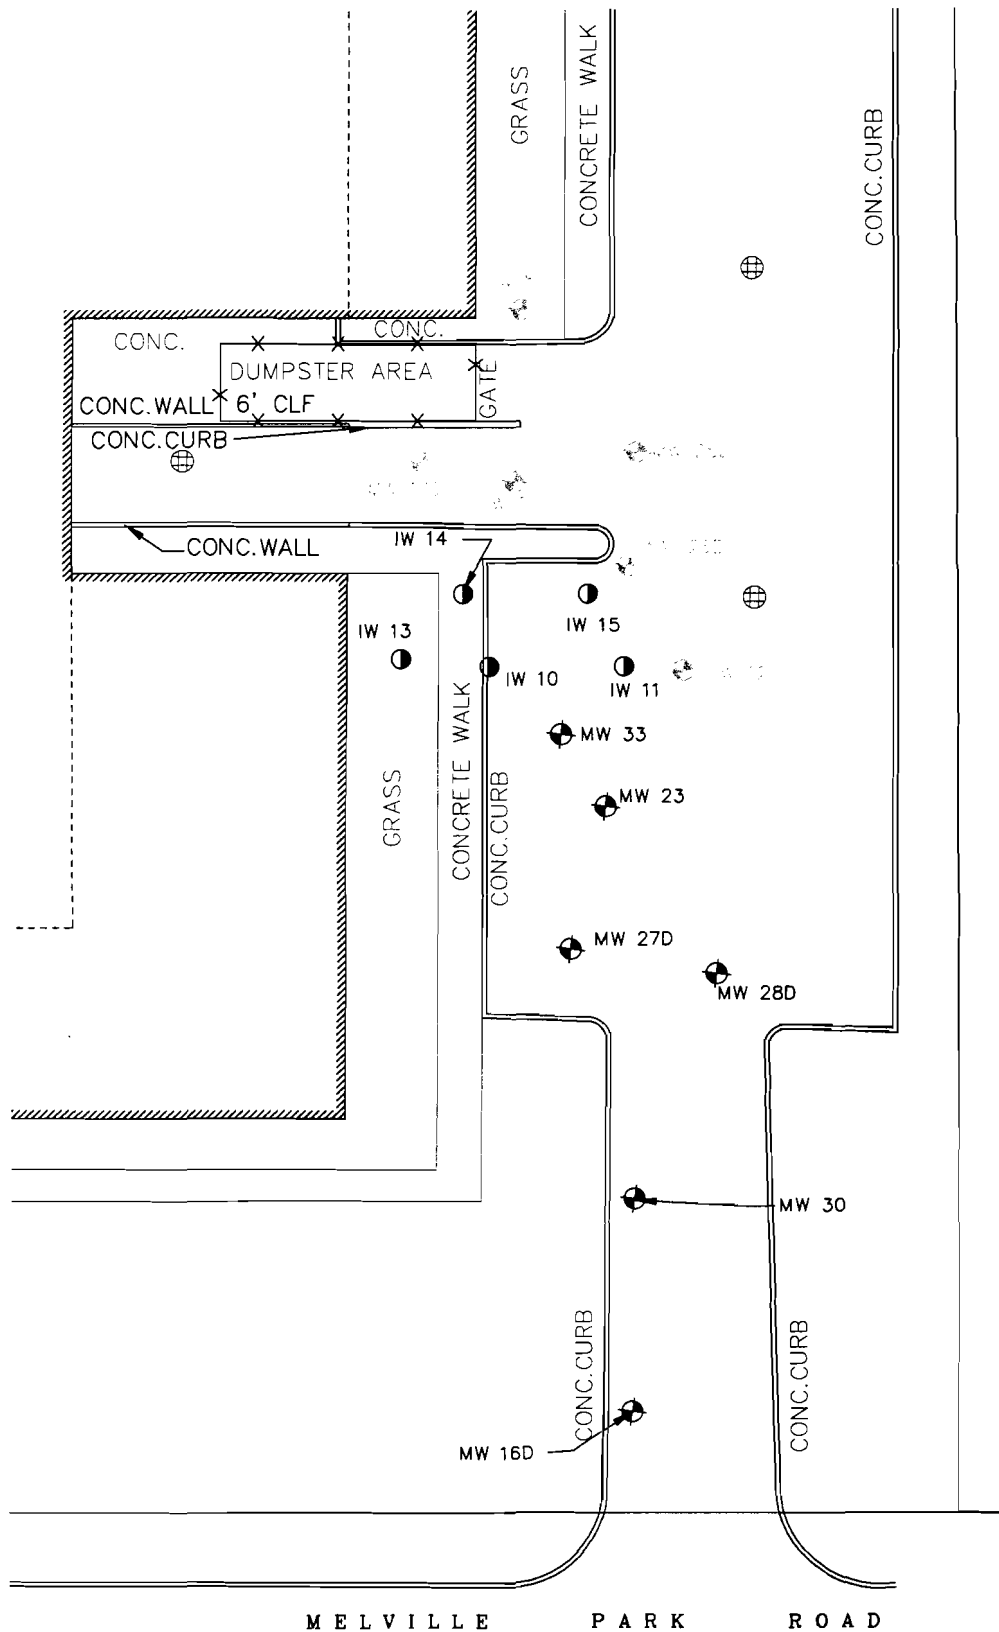 GRASS
CONCRETE WALK
CONC.CURB
CONC.
CONC.
DUMPSTER AREA
GATE
CONC.WALL
6' CLF
CONC.CURB
CONC.WALL
IW 14
IW 15
IW 13
IW 10
IW 11
MW 33
MW 23
GRASS
CONCRETE WALK
CONC.CURB
MW 27D
MW 28D
MW 30
CONC.CURB
CONC.CURB
MW 16D
MELVILLE PARK ROAD